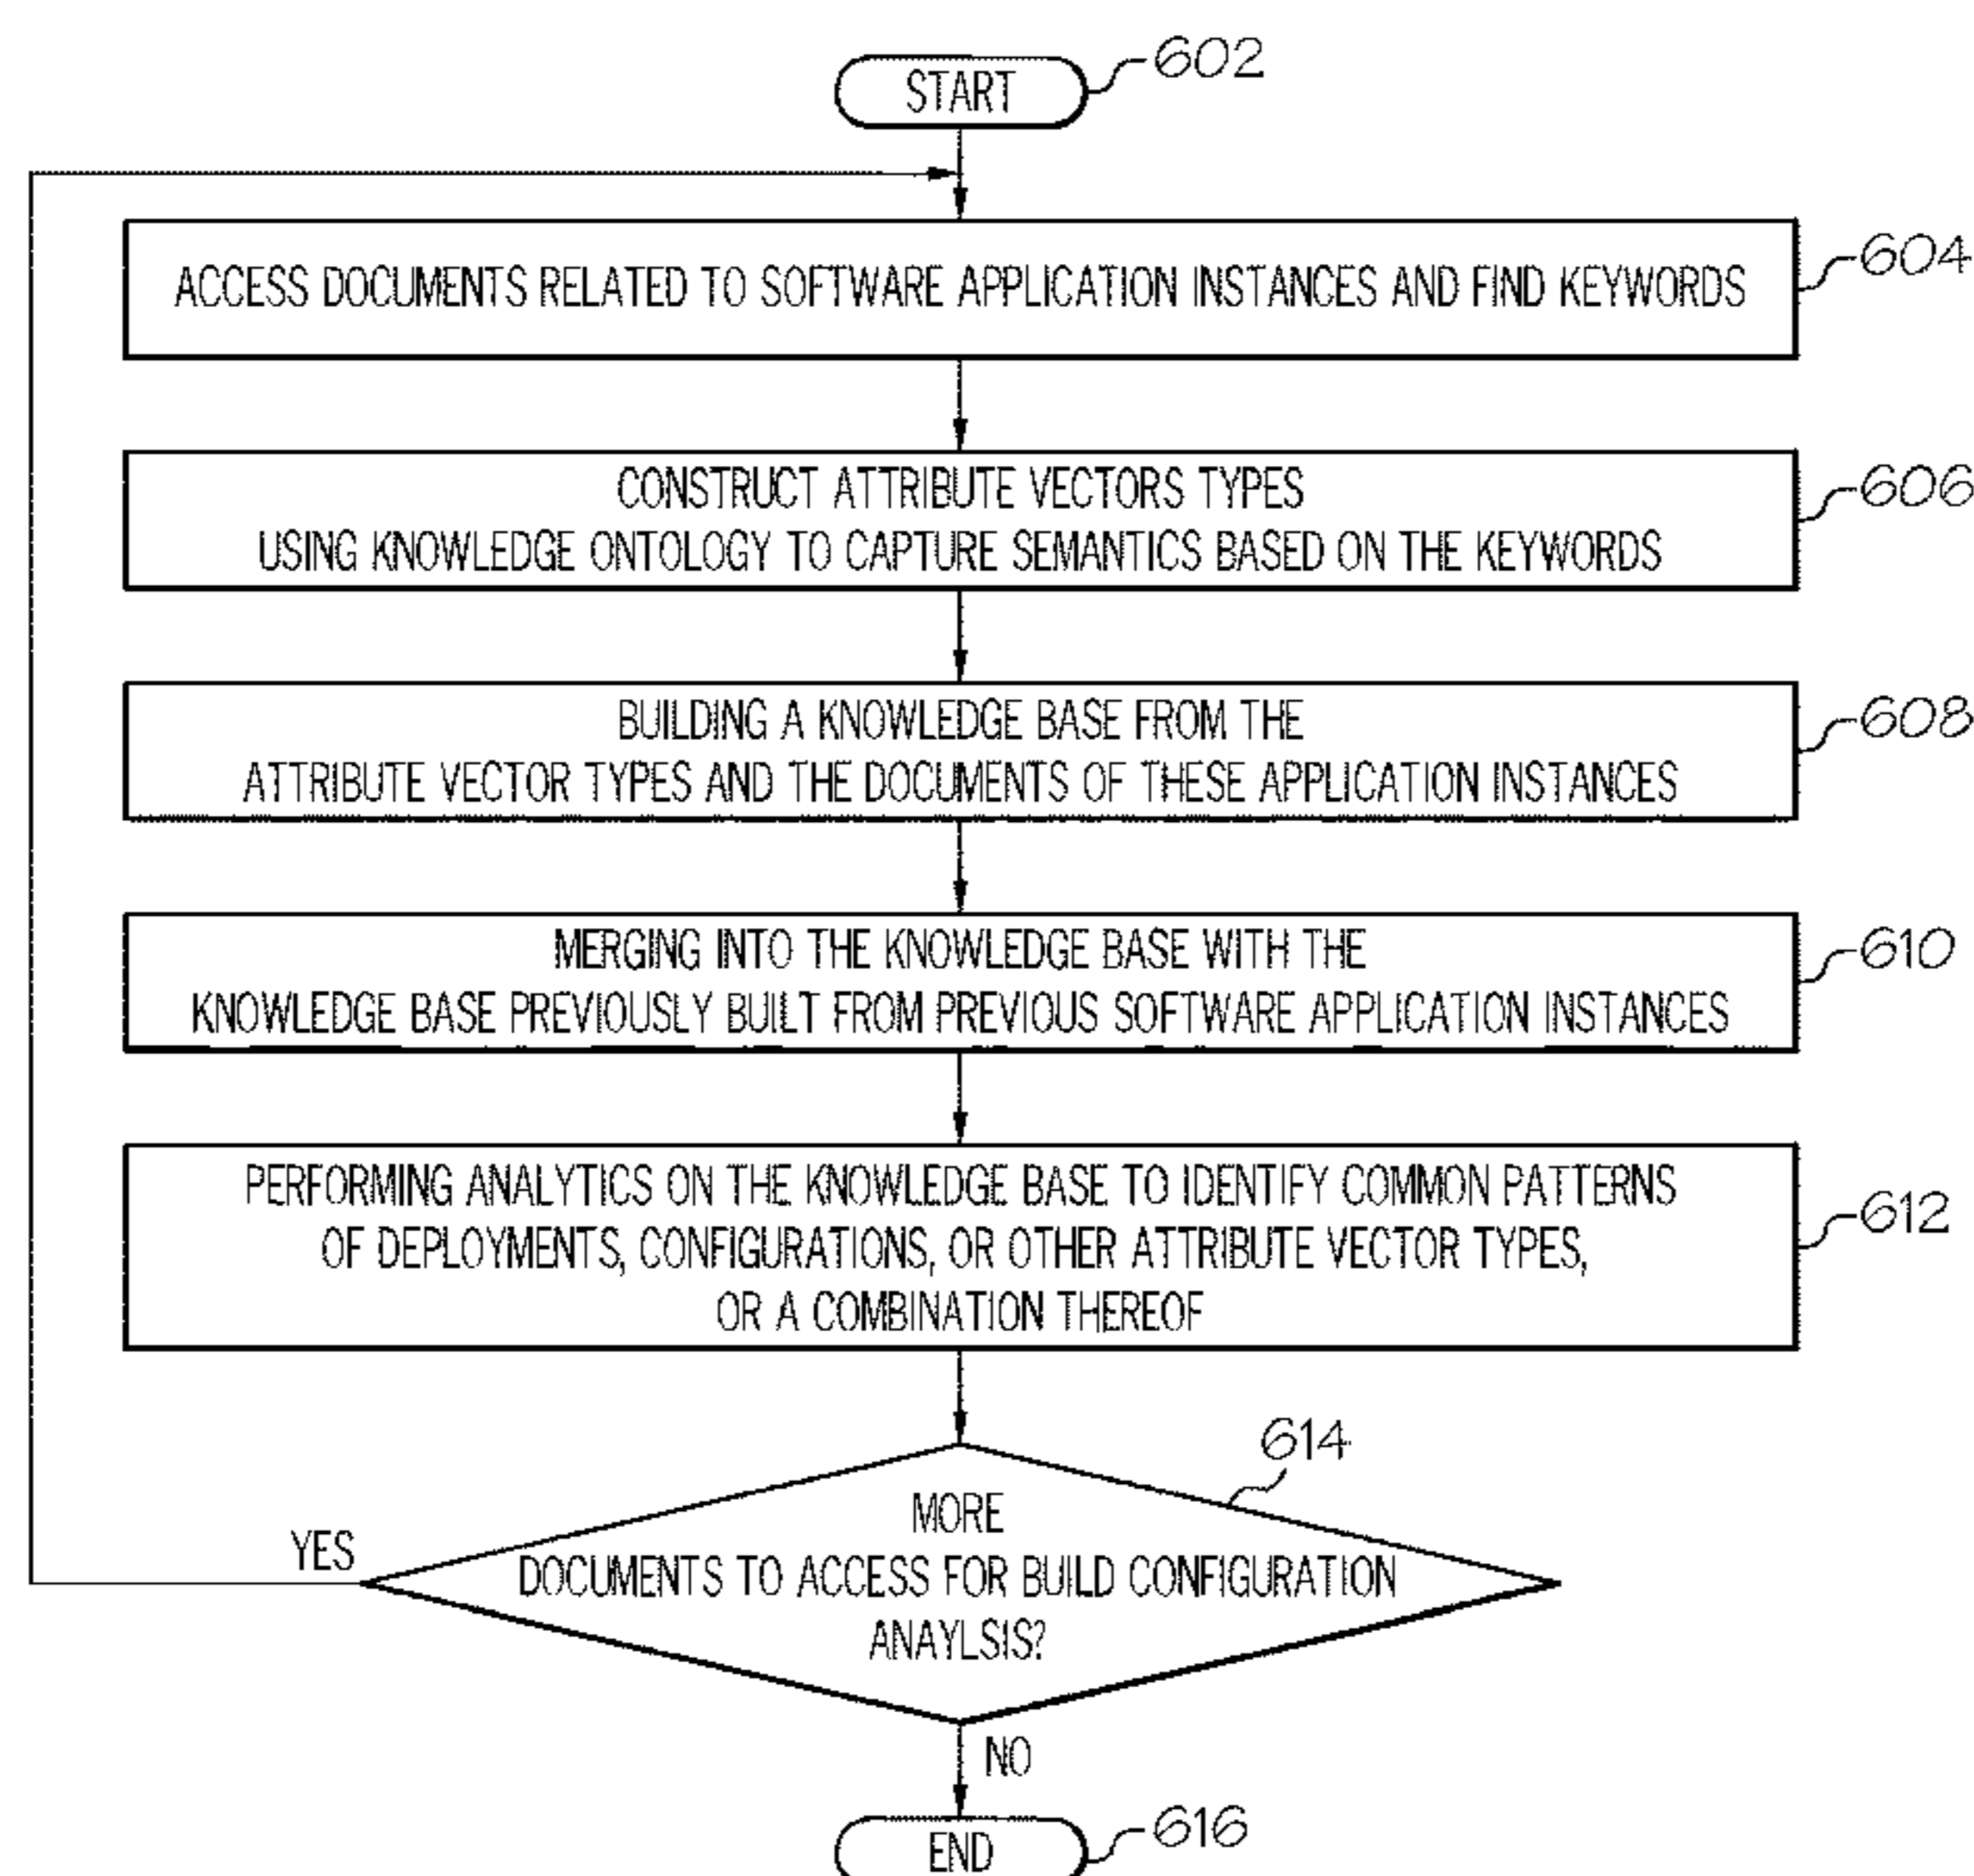 START
602
ACCESS DOCUMENTS RELATED TO SOFTWARE APPLICATION INSTANCES AND FIND KEYWORDS
604
CONSTRUCT ATTRIBUTE VECTORS TYPES
USING KNOWLEDGE ONTOLOGY TO CAPTURE SEMANTICS BASED ON THE KEYWORDS
606
BUILDING A KNOWLEDGE BASE FROM THE
ATTRIBUTE VECTOR TYPES AND THE DOCUMENTS OF THESE APPLICATION INSTANCES
608
MERGING INTO THE KNOWLEDGE BASE WITH THE
KNOWLEDGE BASE PREVIOUSLY BUILT FROM PREVIOUS SOFTWARE APPLICATION INSTANCES
610
PERFORMING ANALYTICS ON THE KNOWLEDGE BASE TO IDENTIFY COMMON PATTERNS
OF DEPLOYMENTS, CONFIGURATIONS, OR OTHER ATTRIBUTE VECTOR TYPES,
OR A COMBINATION THEREOF
612
614
MORE
DOCUMENTS TO ACCESS FOR BUILD CONFIGURATION
ANAYLSIS?
YES
NO
END
616